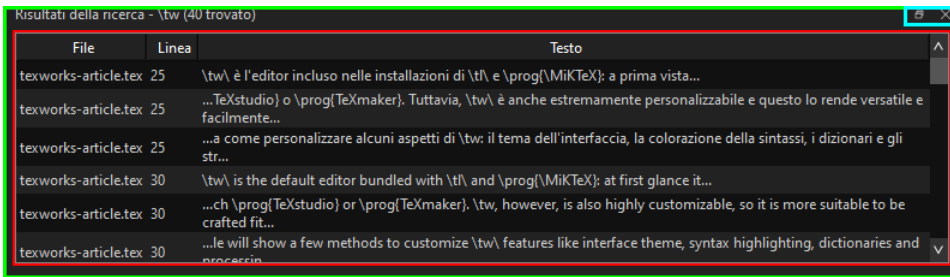 Risultati della ricerca - \tw (40 trovato)
File Linea Testo
texworks-article.tex 25 \tw\ è l'editor incluso nelle installazioni di \tl\ e \prog{\MiKTeX}: a prima vista...
texworks-article.tex 25 ...TeXstudio} o \prog{TeXmaker}. Tuttavia, \tw\ è anche estremamente personalizzabile e questo lo rende versatile e
facilmente...
texworks-article.tex 25 ...a come personalizzare alcuni aspetti di \tw: il tema dell'interfaccia, la colorazione della sintassi, i dizionari e gli
str...
texworks-article.tex 30 \tw\ is the default editor bundled with \tl\ and \prog{\MiKTeX}: at first glance it...
texworks-article.tex 30 ...ch \prog{TeXstudio} or \prog{TeXmaker}. \tw, however, is also highly customizable, so it is more suitable to be
crafted fit...
texworks-article.tex 30 ...le will show a few methods to customize \tw\ features like interface theme, syntax highlighting, dictionaries and
processin...